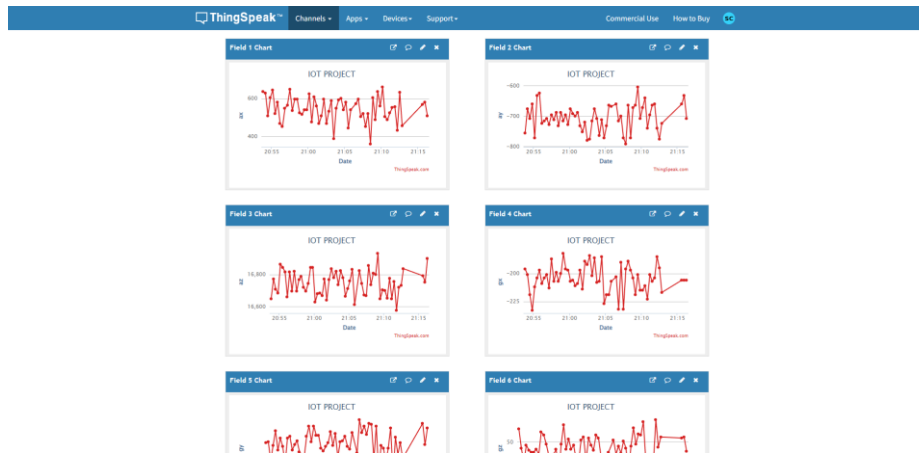 ThingSpeak™ Channels Apps Devices Support Commercial Use How to Buy SC
Field 1 Chart
IOT PROJECT
ax
600
400
20:55 21:00 21:05 21:10 21:15
Date
ThingSpeak.com
Field 2 Chart
IOT PROJECT
ay
-600
-700
-800
20:55 21:00 21:05 21:10 21:15
Date
ThingSpeak.com
Field 3 Chart
IOT PROJECT
az
16,600
20:55 21:00 21:05 21:10 21:15
Date
ThingSpeak.com
Field 4 Chart
IOT PROJECT
gx
-200
-225
20:55 21:00 21:05 21:10 21:15
Date
ThingSpeak.com
Field 5 Chart
IOT PROJECT
gy
Field 6 Chart
IOT PROJECT
gz
50